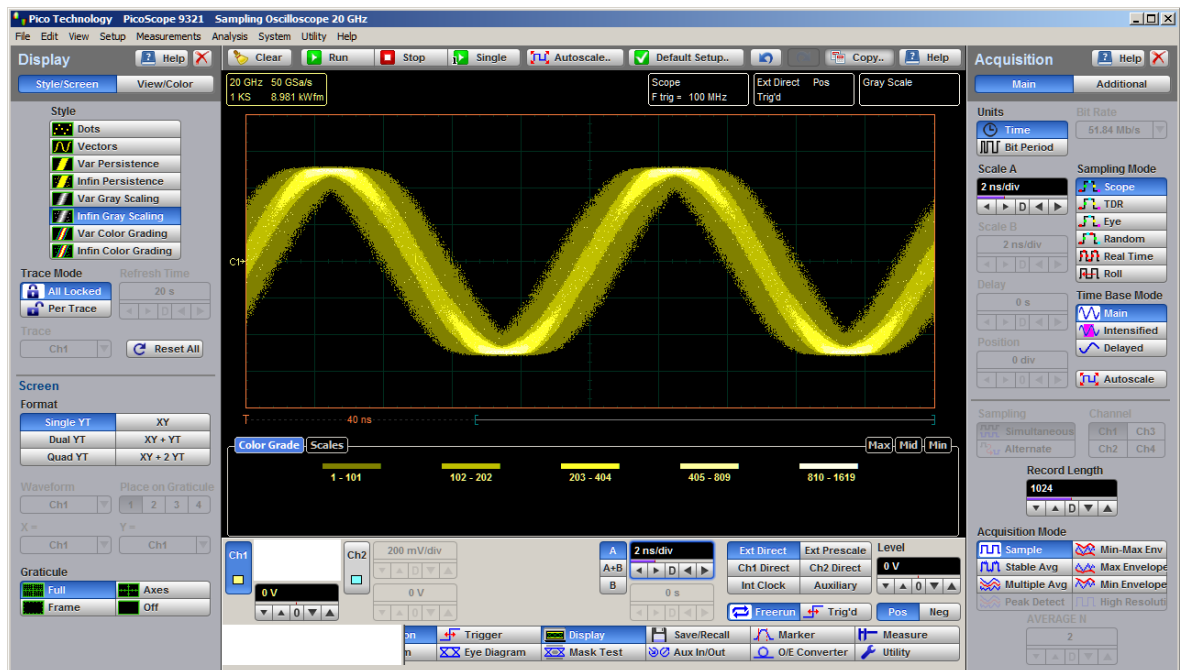 Pico Technology PicoScope 9321 Sampling Oscilloscope 20 GHz
File Edit View Setup Measurements Analysis System Utility Help
Display Help
Style/Screen View/Color
Style
Dots
Vectors
Var Persistence
Infin Persistence
Var Gray Scaling
Infin Gray Scaling
Var Color Grading
Infin Color Grading
Trace Mode Refresh Time
All Locked 20 s
Per Trace D
Trace
Ch1 Reset All
Screen
Format
Single YT XY
Dual YT XY + YT
Quad YT XY + 2 YT
Waveform Place on Graticule
Ch1 1 2 3 4
X = Y =
Ch1 Ch1
Graticule
Full Axes
Frame Off
Clear Run Stop Single Autoscale.. Default Setup.. Copy.. Help
20 GHz 50 GSa/s
1 KS 8.981 kWfm
Scope
F trig = 100 MHz
Ext Direct Pos
Trig'd
Gray Scale
C1
T 40 ns
Color Grade Scales Max Mid Min
1 - 101 102 - 202 203 - 404 405 - 809 810 - 1619
Ch1
0 V
0
Ch2 200 mV/div
D
0 V
0
A 2 ns/div
A+B D
B 0 s
D
Ext Direct Ext Prescale
Ch1 Direct Ch2 Direct
Int Clock Auxiliary
Freerun Trig'd
Level
0 V
0
Pos Neg
on Trigger Display Save/Recall Marker Measure
n Eye Diagram Mask Test Aux In/Out O/E Converter Utility
Acquisition Help
Main Additional
Units Bit Rate
Time 51.84 Mb/s
Bit Period
Scale A
2 ns/div
D
Scale B
2 ns/div
D
Delay
0 s
D
Position
0 div
D
Sampling Mode
Scope
TDR
Eye
Random
Real Time
Roll
Time Base Mode
Main
Intensified
Delayed
Autoscale
Sampling Channel
Simultaneous Ch1 Ch3
Alternate Ch2 Ch4
Record Length
1024
D
Acquisition Mode
Sample Min-Max Env
Stable Avg Max Envelope
Multiple Avg Min Envelope
Peak Detect High Resoluti
AVERAGE N
2
D